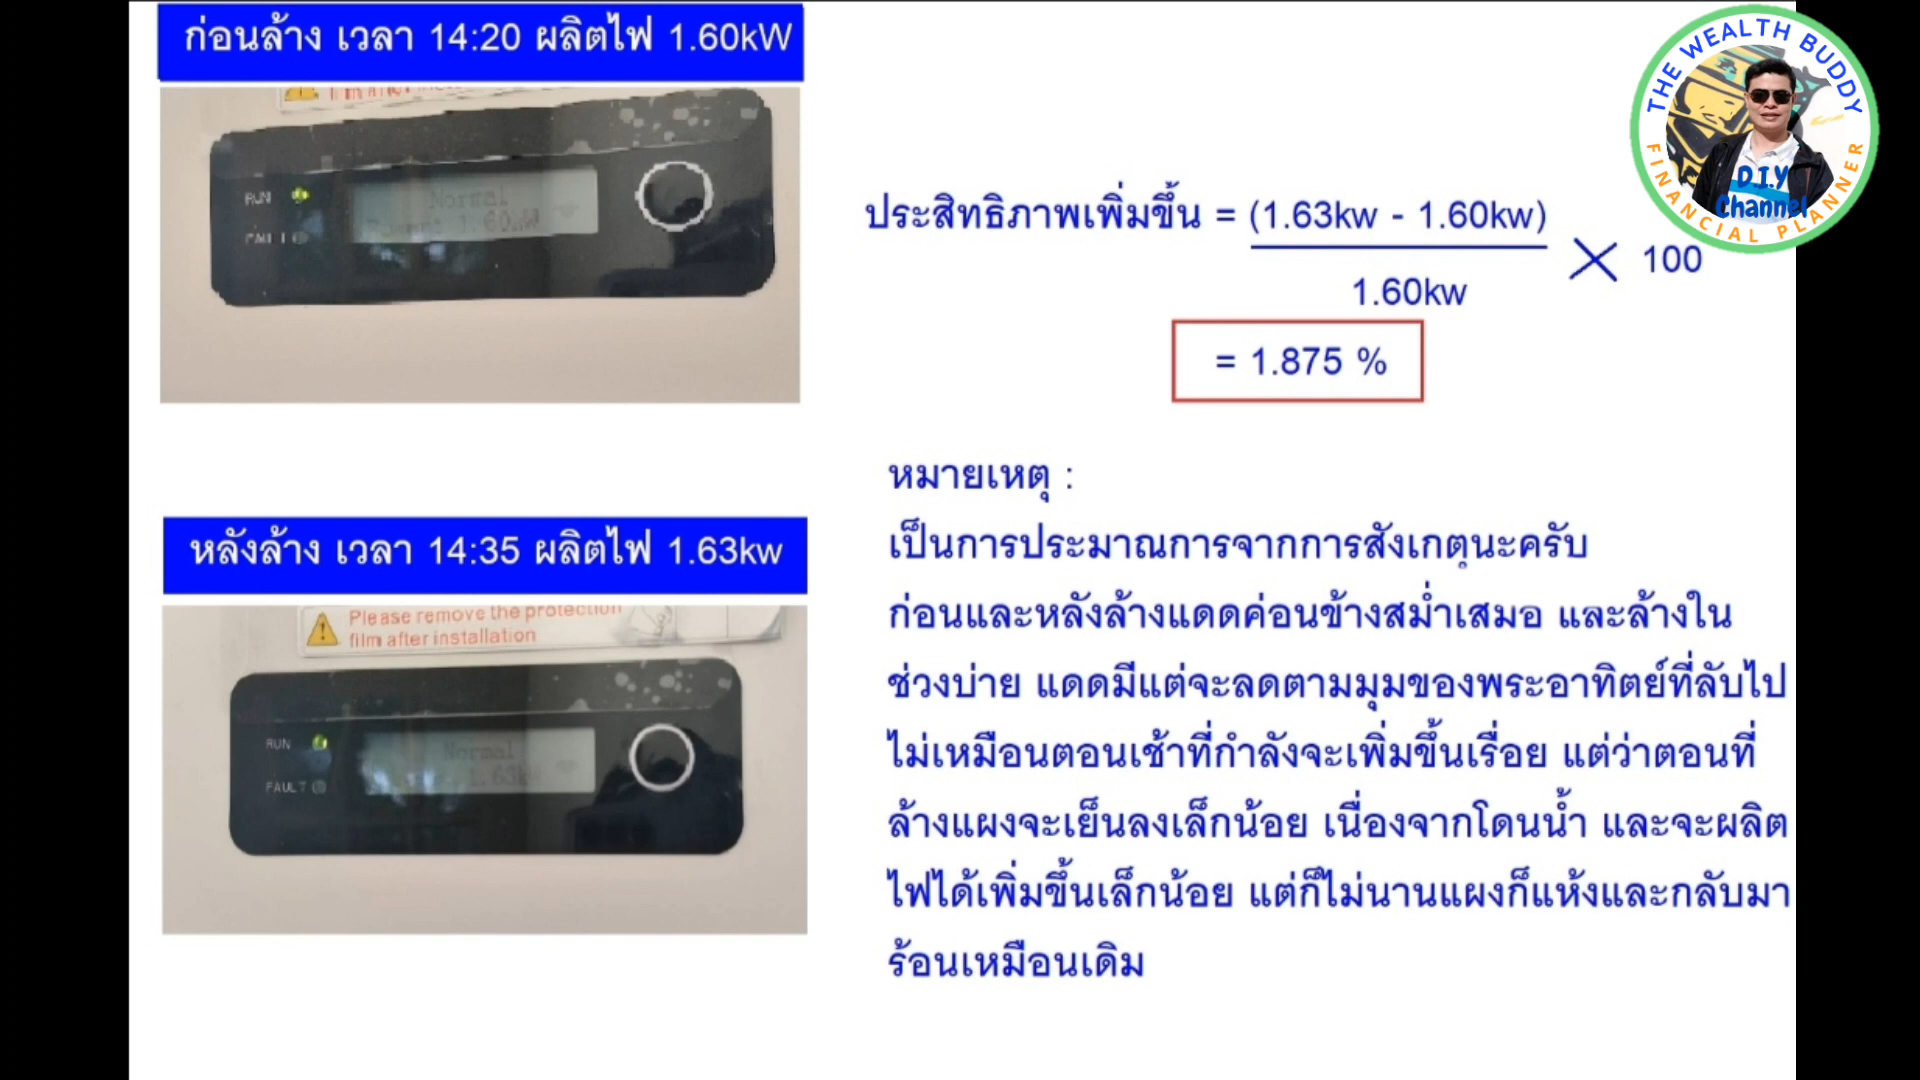 ก่อนล้าง เวลา 14:20 ผลิตไฟ 1.60kW
RUN
Normal
1.60kW
ประสิทธิภาพเพิ่มขึ้น = (1.63kw - 1.60kw)
1.60kw
× 100
= 1.875 %
หลังล้าง เวลา 14:35 ผลิตไฟ 1.63kw
Please remove the protection
film after installation
RUN
Normal
1.63k
FAULT
หมายเหตุ :
เป็นการประมาณการจากการสังเกตุนะครับ
ก่อนและหลังล้างแดดค่อนข้างสม่ำเสมอ และล้างใน
ช่วงบ่าย แดดมีแต่จะลดตามมุมของพระอาทิตย์ที่ลับไป
ไม่เหมือนตอนเช้าที่กำลังจะเพิ่มขึ้นเรื่อย แต่ว่าตอนที่
ล้างแผงจะเย็นลงเล็กน้อย เนื่องจากโดนน้ำ และจะผลิต
ไฟได้เพิ่มขึ้นเล็กน้อย แต่ก็ไม่นานแผงก็แห้งและกลับมา
ร้อนเหมือนเดิม
THE WEALTH BUDDY
D.I.Y
Channel
FINANCIAL PLANNER